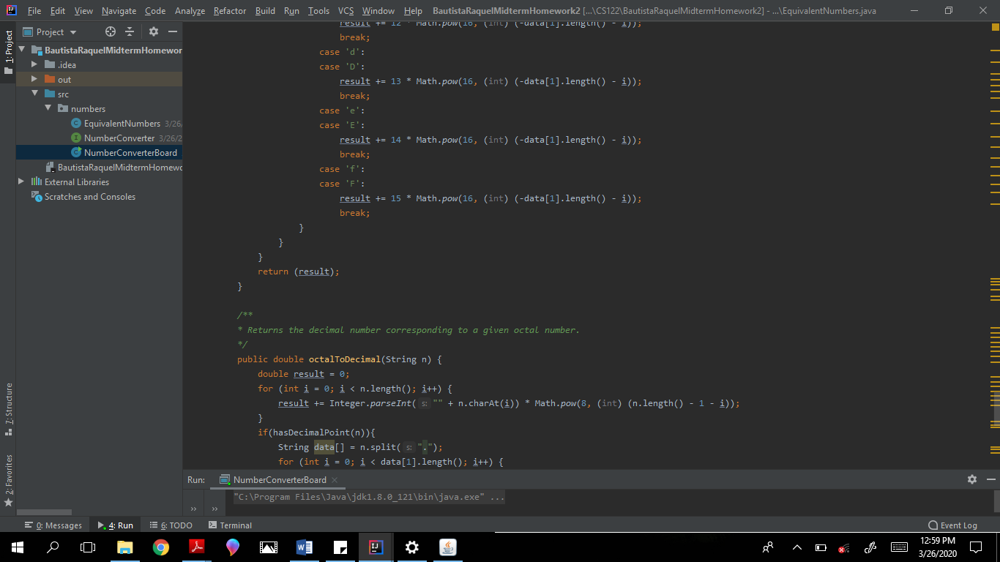 File Edit View Navigate Code Analyze Refactor Build Run Tools VCS Window Help BautistaRaquelMidtermHomework2 [...\CS122\BautistaRaquelMidtermHomework2] - ...\EquivalentNumbers.java
Project
1: Project
BautistaRaquelMidtermHomewor
.idea
out
src
numbers
EquivalentNumbers 3/26/
NumberConverter 3/26/2
NumberConverterBoard
BautistaRaquelMidtermHomewo
External Libraries
Scratches and Consoles
7: Structure
2: Favorites
result += 12 * Math.pow(16, (int) (-data[1].length() - i));
break;
case 'd':
case 'D':
result += 13 * Math.pow(16, (int) (-data[1].length() - i));
break;
case 'e':
case 'E':
result += 14 * Math.pow(16, (int) (-data[1].length() - i));
break;
case 'f':
case 'F':
result += 15 * Math.pow(16, (int) (-data[1].length() - i));
break;
}
}
}
return (result);
}
/**
* Returns the decimal number corresponding to a given octal number.
*/
public double octalToDecimal(String n) {
double result = 0;
for (int i = 0; i < n.length(); i++) {
result += Integer.parseInt( s: "" + n.charAt(i)) * Math.pow(8, (int) (n.length() - 1 - i));
}
if(hasDecimalPoint(n)){
String data[] = n.split( s: ".");
for (int i = 0; i < data[1].length(); i++) {
Run: NumberConverterBoard ×
"C:\Program Files\Java\jdk1.8.0_121\bin\java.exe" ...
>> >>
0: Messages 4: Run 6: TODO Terminal Event Log
12:59 PM
3/26/2020